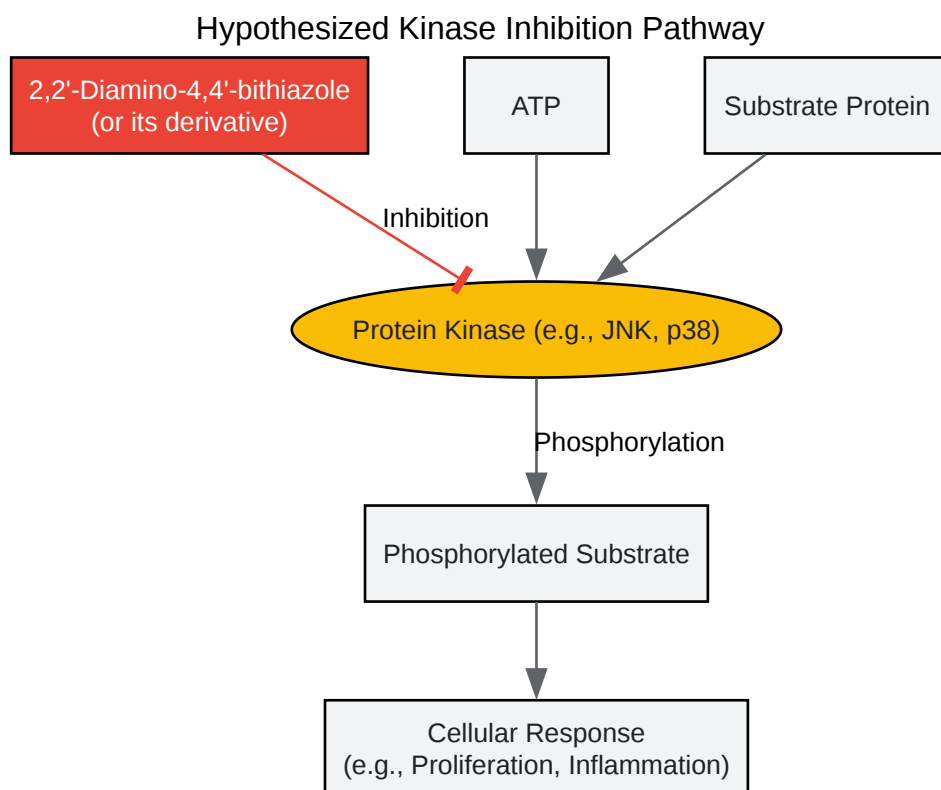 Hypothesized Kinase Inhibition Pathway
2,2'-Diamino-4,4'-bithiazole
(or its derivative)
ATP
Substrate Protein
Inhibition
Protein Kinase (e.g., JNK, p38)
Phosphorylation
Phosphorylated Substrate
Cellular Response
(e.g., Proliferation, Inflammation)